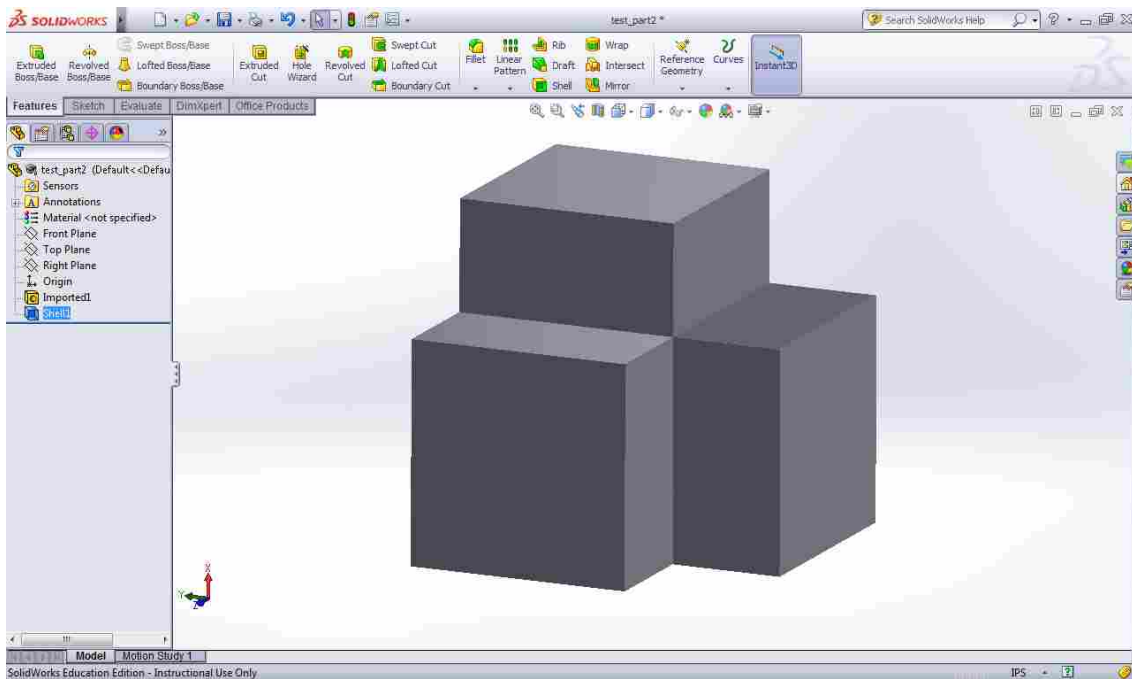 SOLIDWORKS
test_part2 *
Search SolidWorks Help
Extruded Boss/Base
Revolved Boss/Base
Swept Boss/Base
Lofted Boss/Base
Boundary Boss/Base
Extruded Cut
Hole Wizard
Revolved Cut
Swept Cut
Lofted Cut
Boundary Cut
Fillet
Linear Pattern
Rib
Draft
Shell
Wrap
Intersect
Mirror
Reference Geometry
Curves
Instant3D
Features
Sketch
Evaluate
DimXpert
Office Products
test_part2 (Default<<Defau
Sensors
Annotations
Material <not specified>
Front Plane
Top Plane
Right Plane
Origin
Imported1
Shell1
X
Y
Z
Model
Motion Study 1
SolidWorks Education Edition - Instructional Use Only
IPS